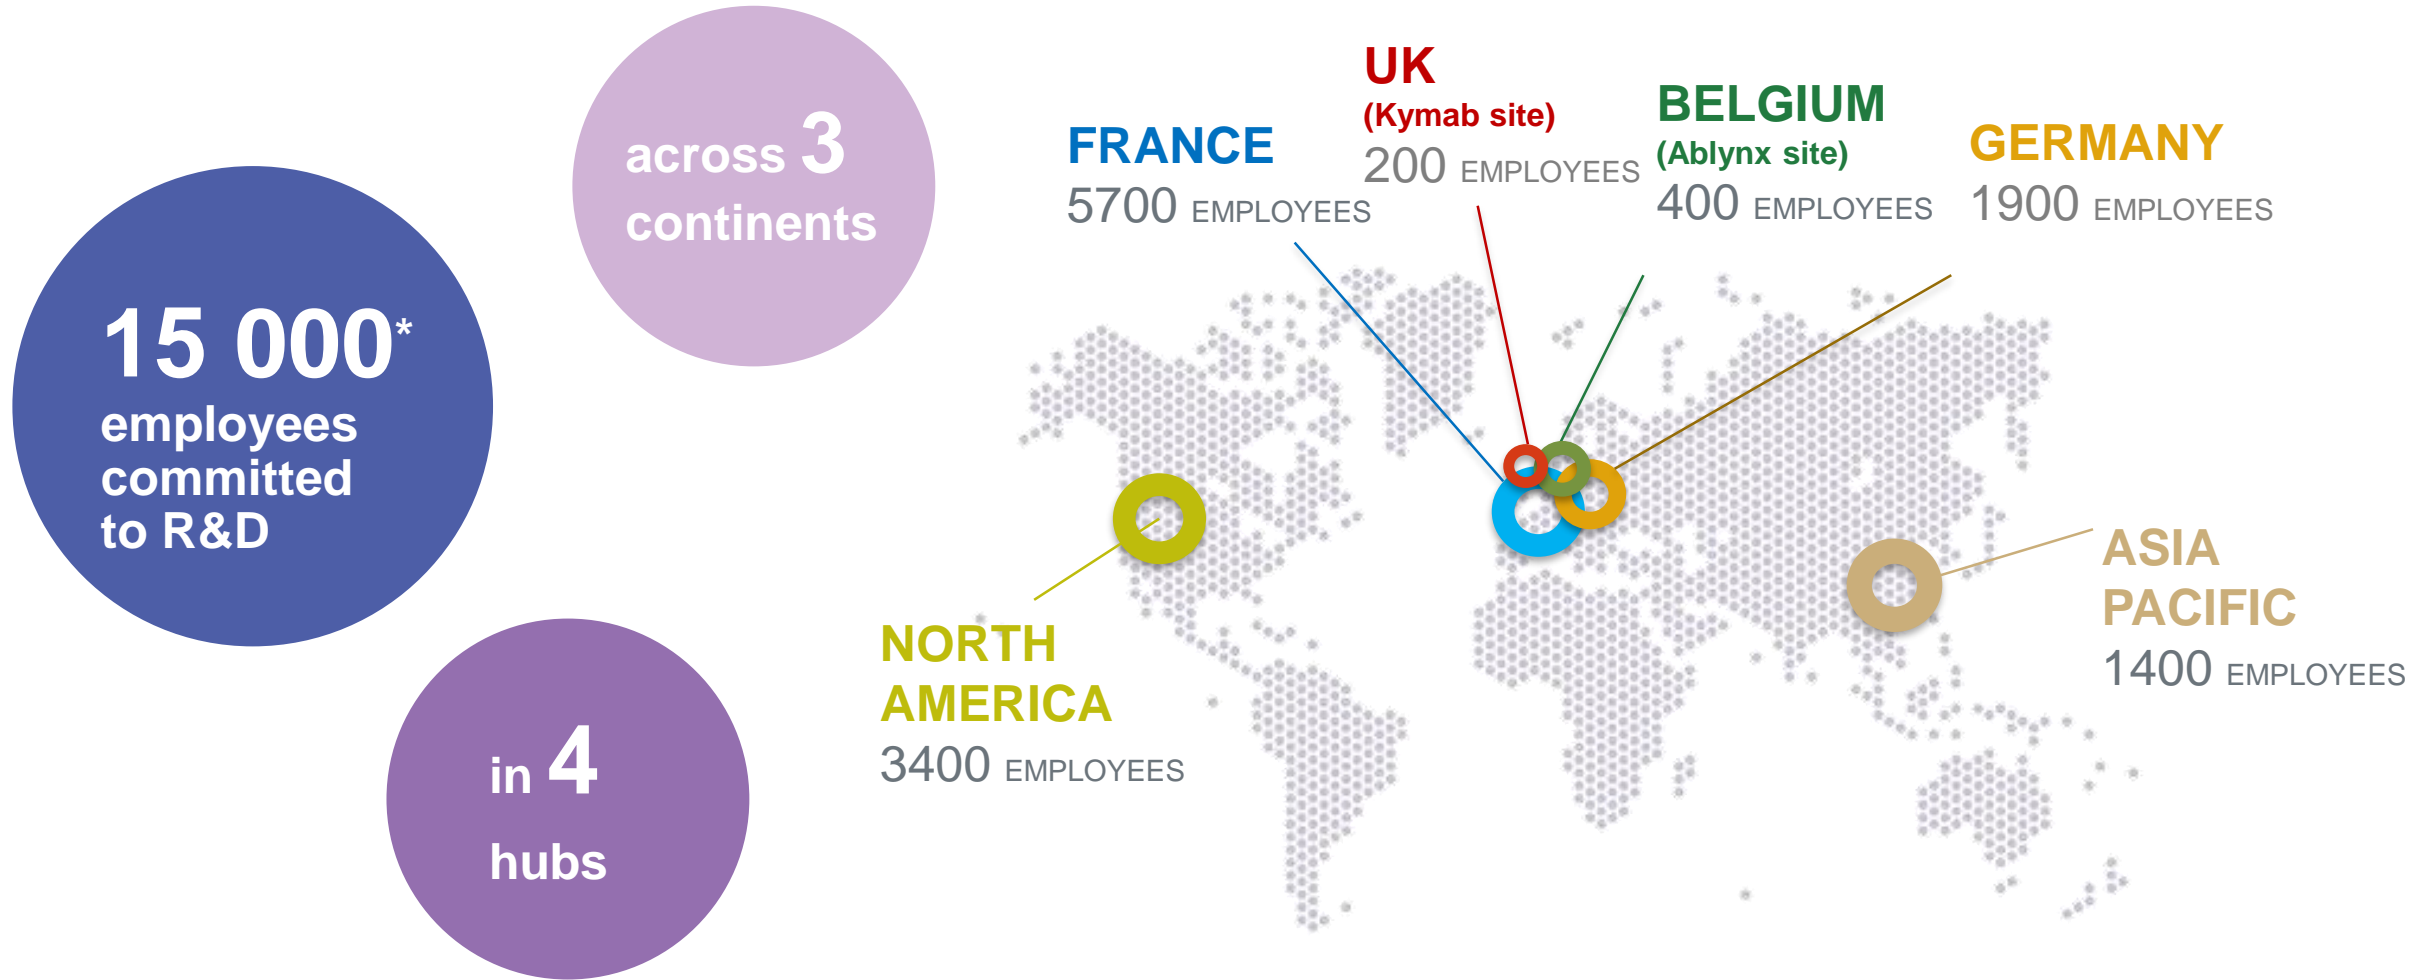 15 000*
employees
committed
to R&D
across 3
continents
in 4
hubs
FRANCE
5700 EMPLOYEES
UK
(Kymab site)
200 EMPLOYEES
BELGIUM
(Ablynx site)
400 EMPLOYEES
GERMANY
1900 EMPLOYEES
NORTH
AMERICA
3400 EMPLOYEES
ASIA
PACIFIC
1400 EMPLOYEES